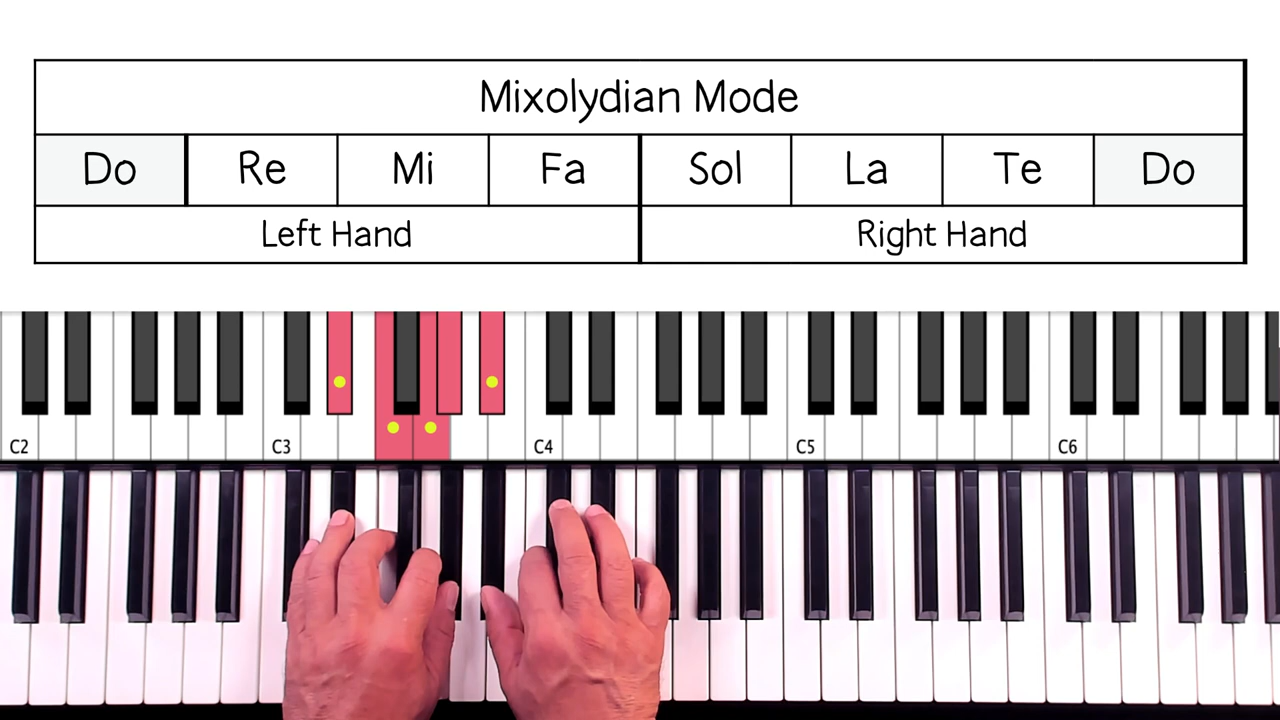 Mixolydian Mode
Do Re Mi Fa Sol La Te Do
Left Hand Right Hand
C2 C3 C4 C5 C6